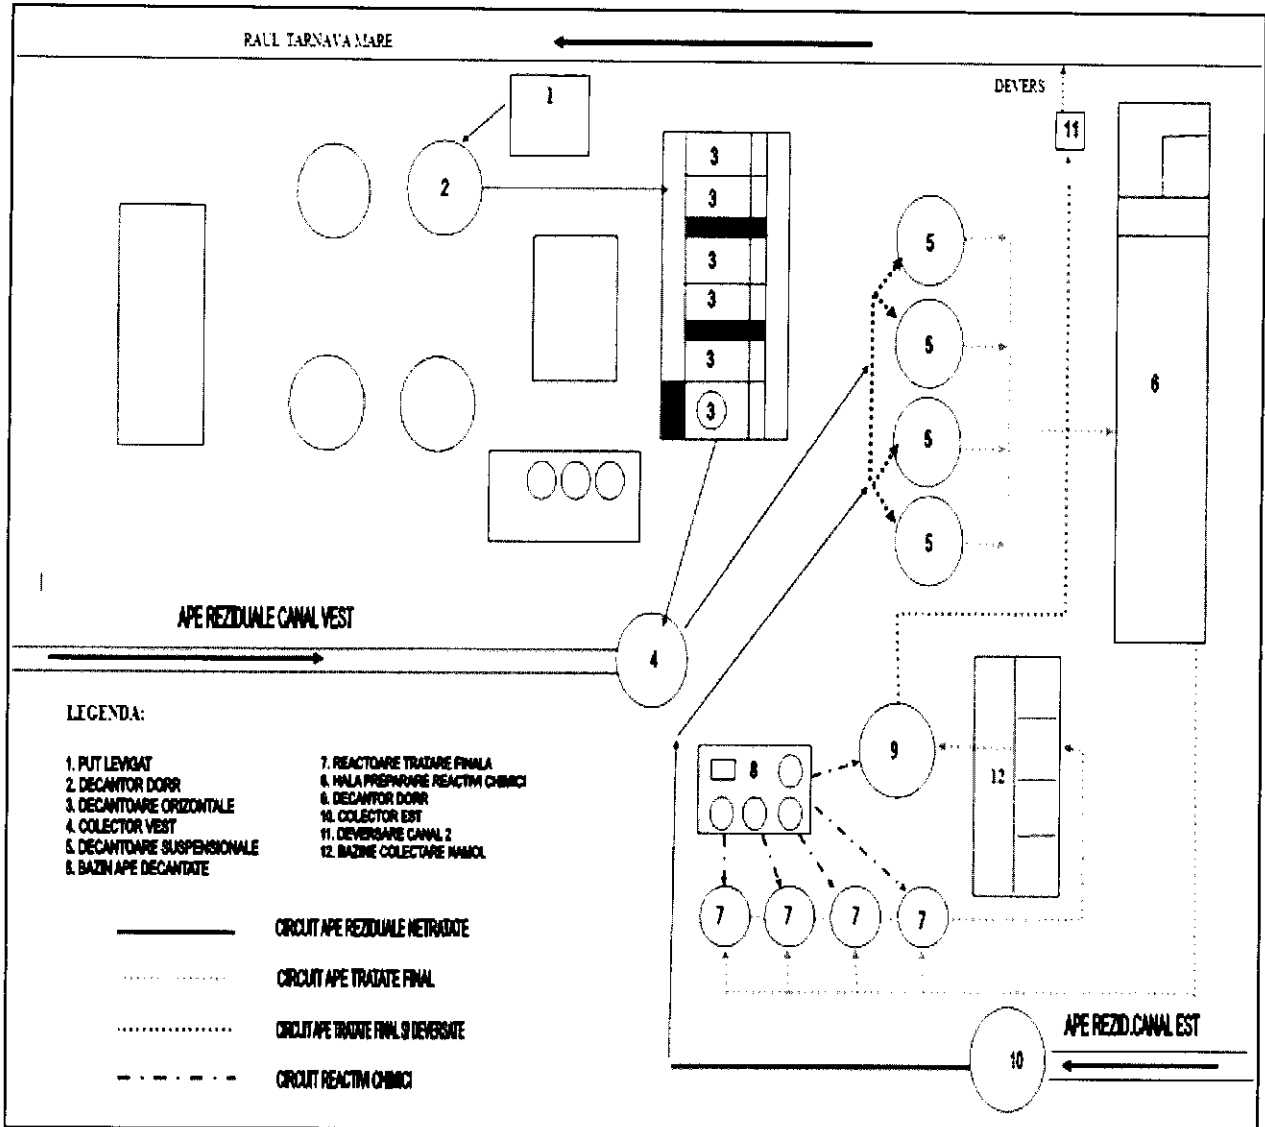 RAUL TARNAVA MARE
DEVERS
1
11
2
3
3
3
3
3
3
5
5
5
5
6
APE REZIDUALE CANAL VEST
4
LEGENDA:
1. PUT LEVIGAT
2. DECANTOR DORR
3. DECANTOARE ORIZONTALE
4. COLECTOR VEST
5. DECANTOARE SUSPENSIONALE
6. BAZIN APE DECANTATE
7. REACTOARE TRATARE FINALA
8. HALA PREPARARE REACTIVI CHIMICI
9. DECANTOR DORR
10. COLECTOR EST
11. DEVERSARE CANAL 2
12. BAZINE COLECTARE NAMOL
8
9
12
7
7
7
7
CIRCUIT APE REZIDUALE NETRATATE
CIRCUIT APE TRATATE FINAL
CIRCUIT APE TRATATE FINAL SI DEVERSATE
CIRCUIT REACTIVI CHIMICI
APE REZID.CANAL EST
10